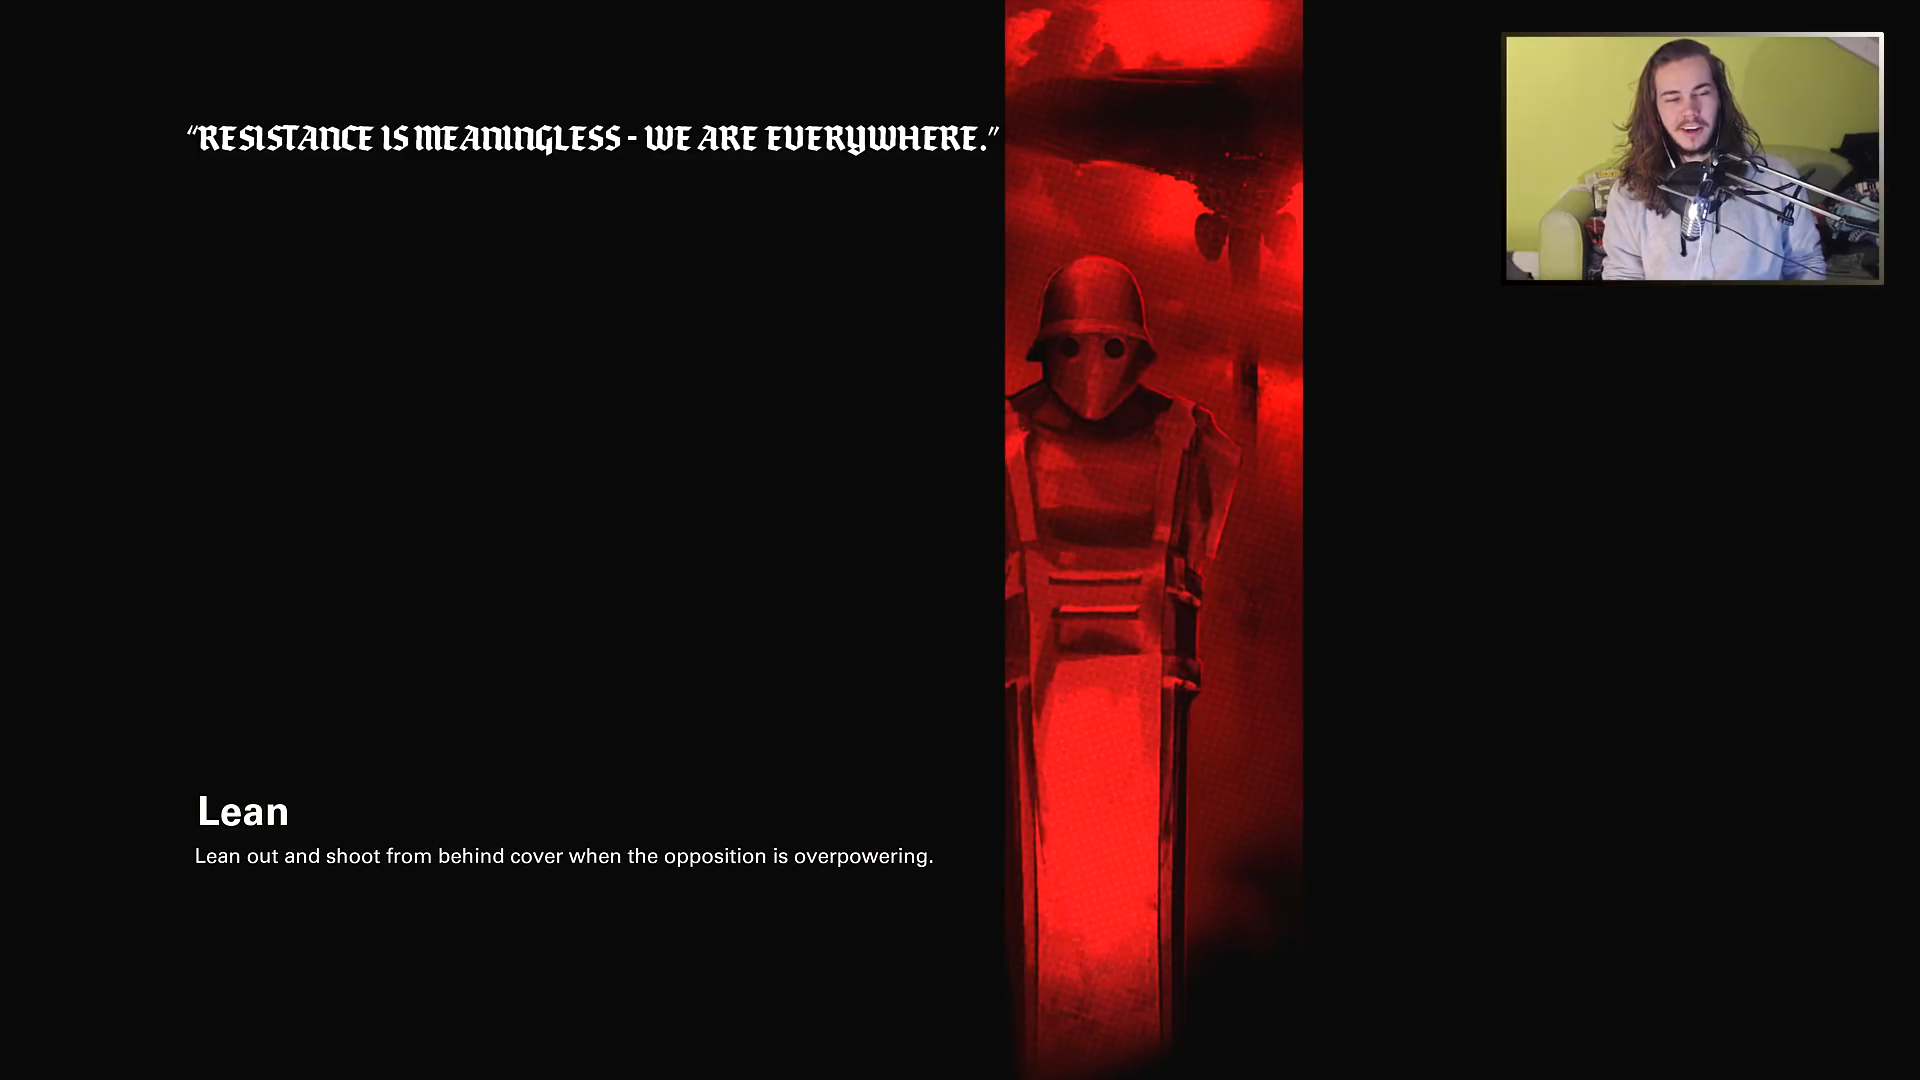 “RESISTANCE IS MEANINGLESS - WE ARE EVERYWHERE.”
Lean
Lean out and shoot from behind cover when the opposition is overpowering.